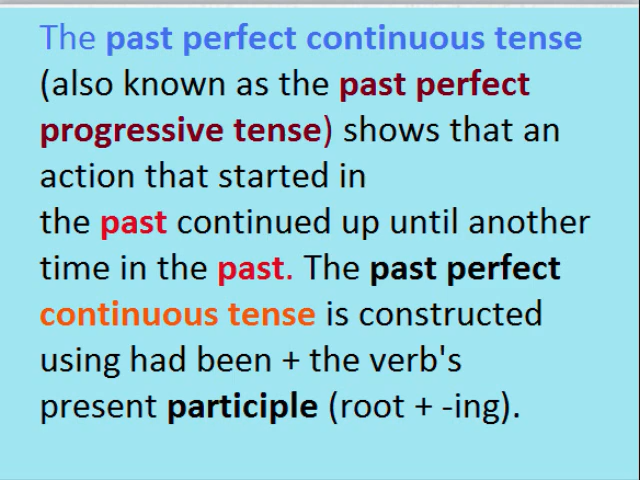 The past perfect continuous tense
(also known as the past perfect
progressive tense) shows that an
action that started in
the past continued up until another
time in the past. The past perfect
continuous tense is constructed
using had been + the verb's
present participle (root + -ing).